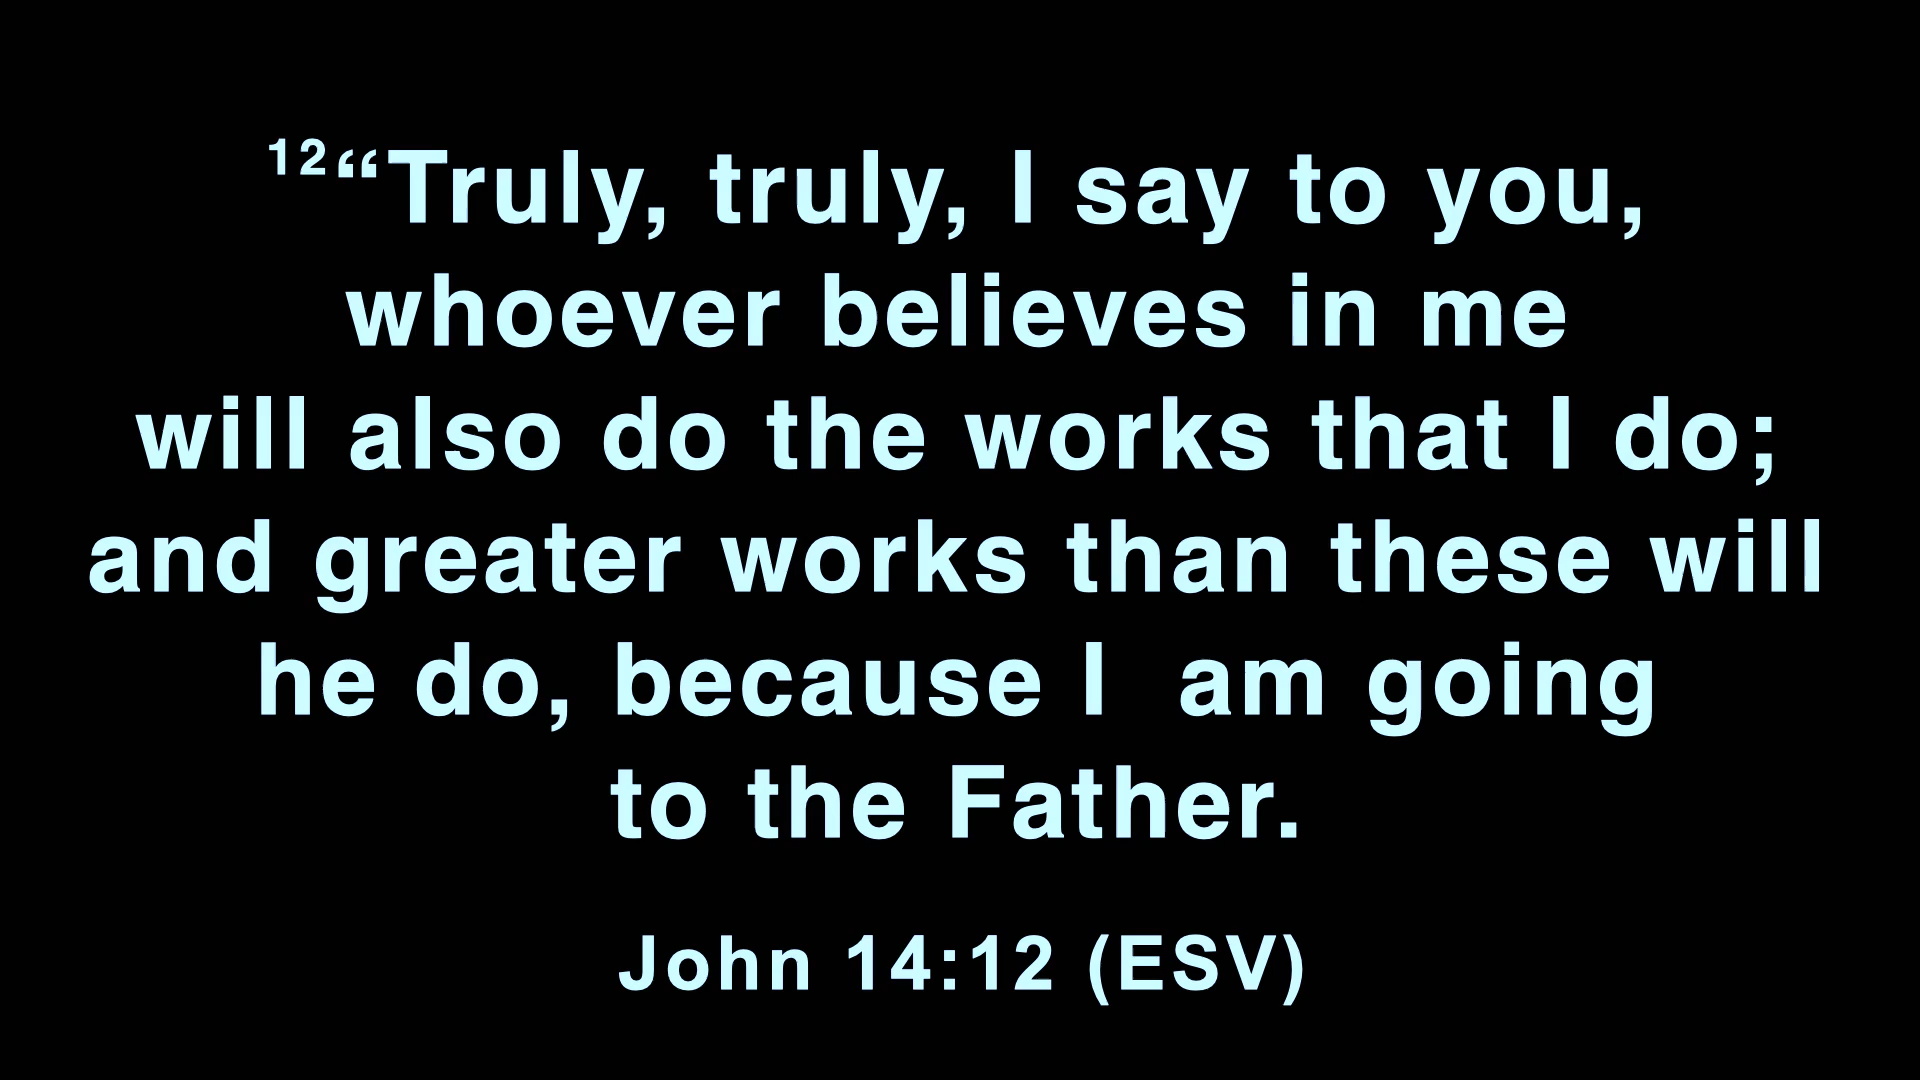 ¹²“Truly, truly, I say to you,
whoever believes in me
will also do the works that I do;
and greater works than these will
he do, because I  am going
to the Father.
John 14:12 (ESV)